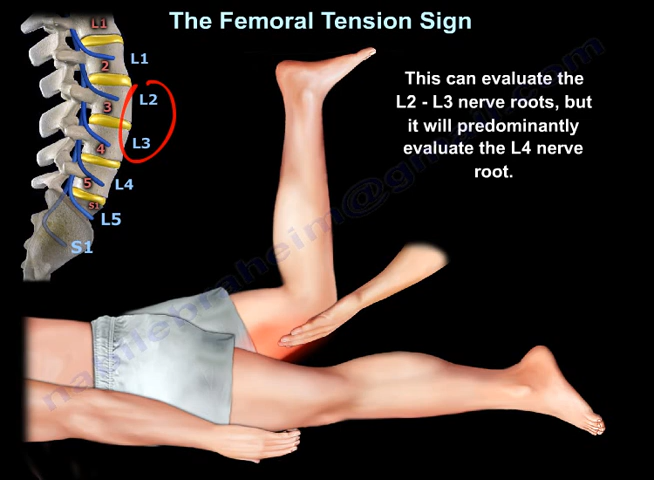 The Femoral Tension Sign
This can evaluate the
L2 - L3 nerve roots, but
it will predominantly
evaluate the L4 nerve
root.
L1
L1
2
L2
3
L3
4
L4
5
S1
L5
S1